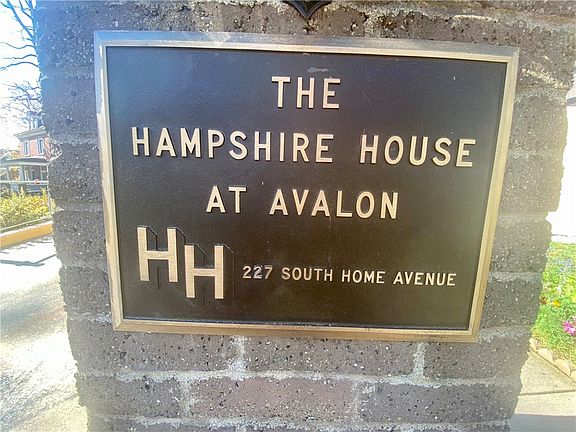 THE
HAMPSHIRE HOUSE
AT AVALON
HH
227 SOUTH HOME AVENUE